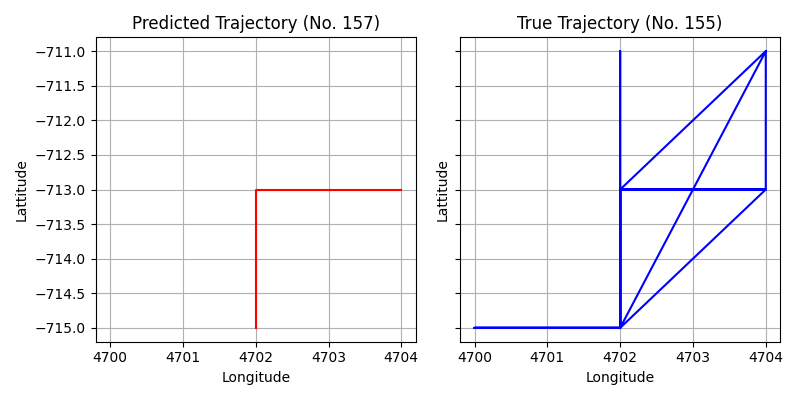 Predicted Trajectory (No. 157)
−711.0
−711.5
−712.0
−712.5
−713.0
−713.5
−714.0
−714.5
−715.0
Lattitude
4700 4701 4702 4703 4704
Longitude
True Trajectory (No. 155)
Lattitude
4700 4701 4702 4703 4704
Longitude